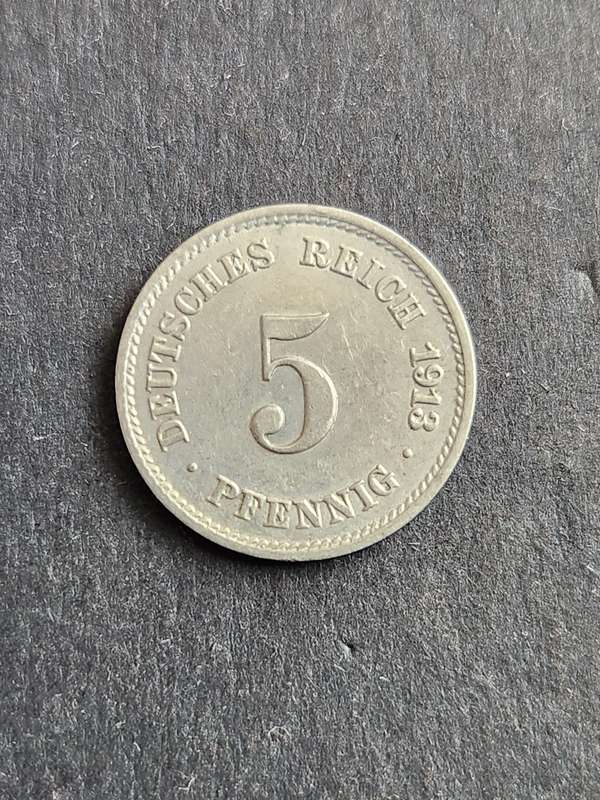 DEUTSCHES REICH 1913
5
· PFENNIG ·